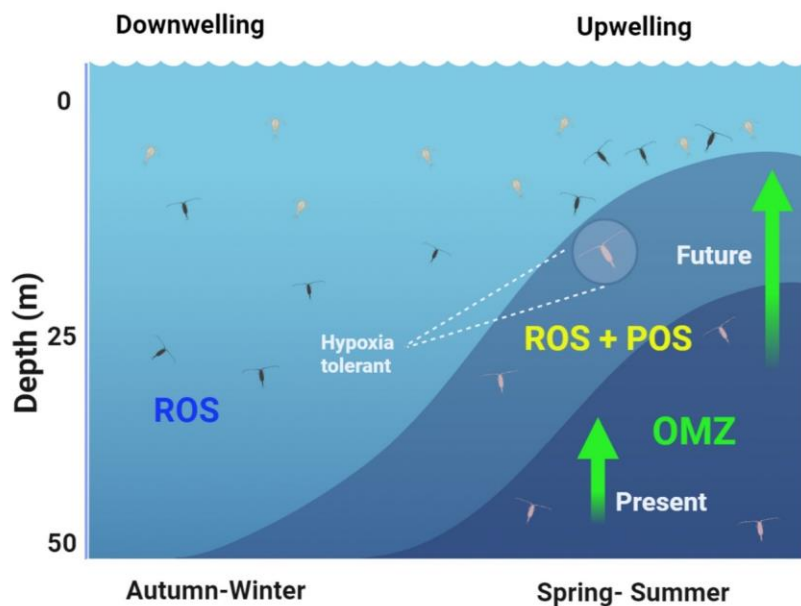 Downwelling
Upwelling
0
Future
25
Hypoxia
tolerant
ROS + POS
ROS
OMZ
Present
50
Depth (m)
Autumn-Winter
Spring- Summer